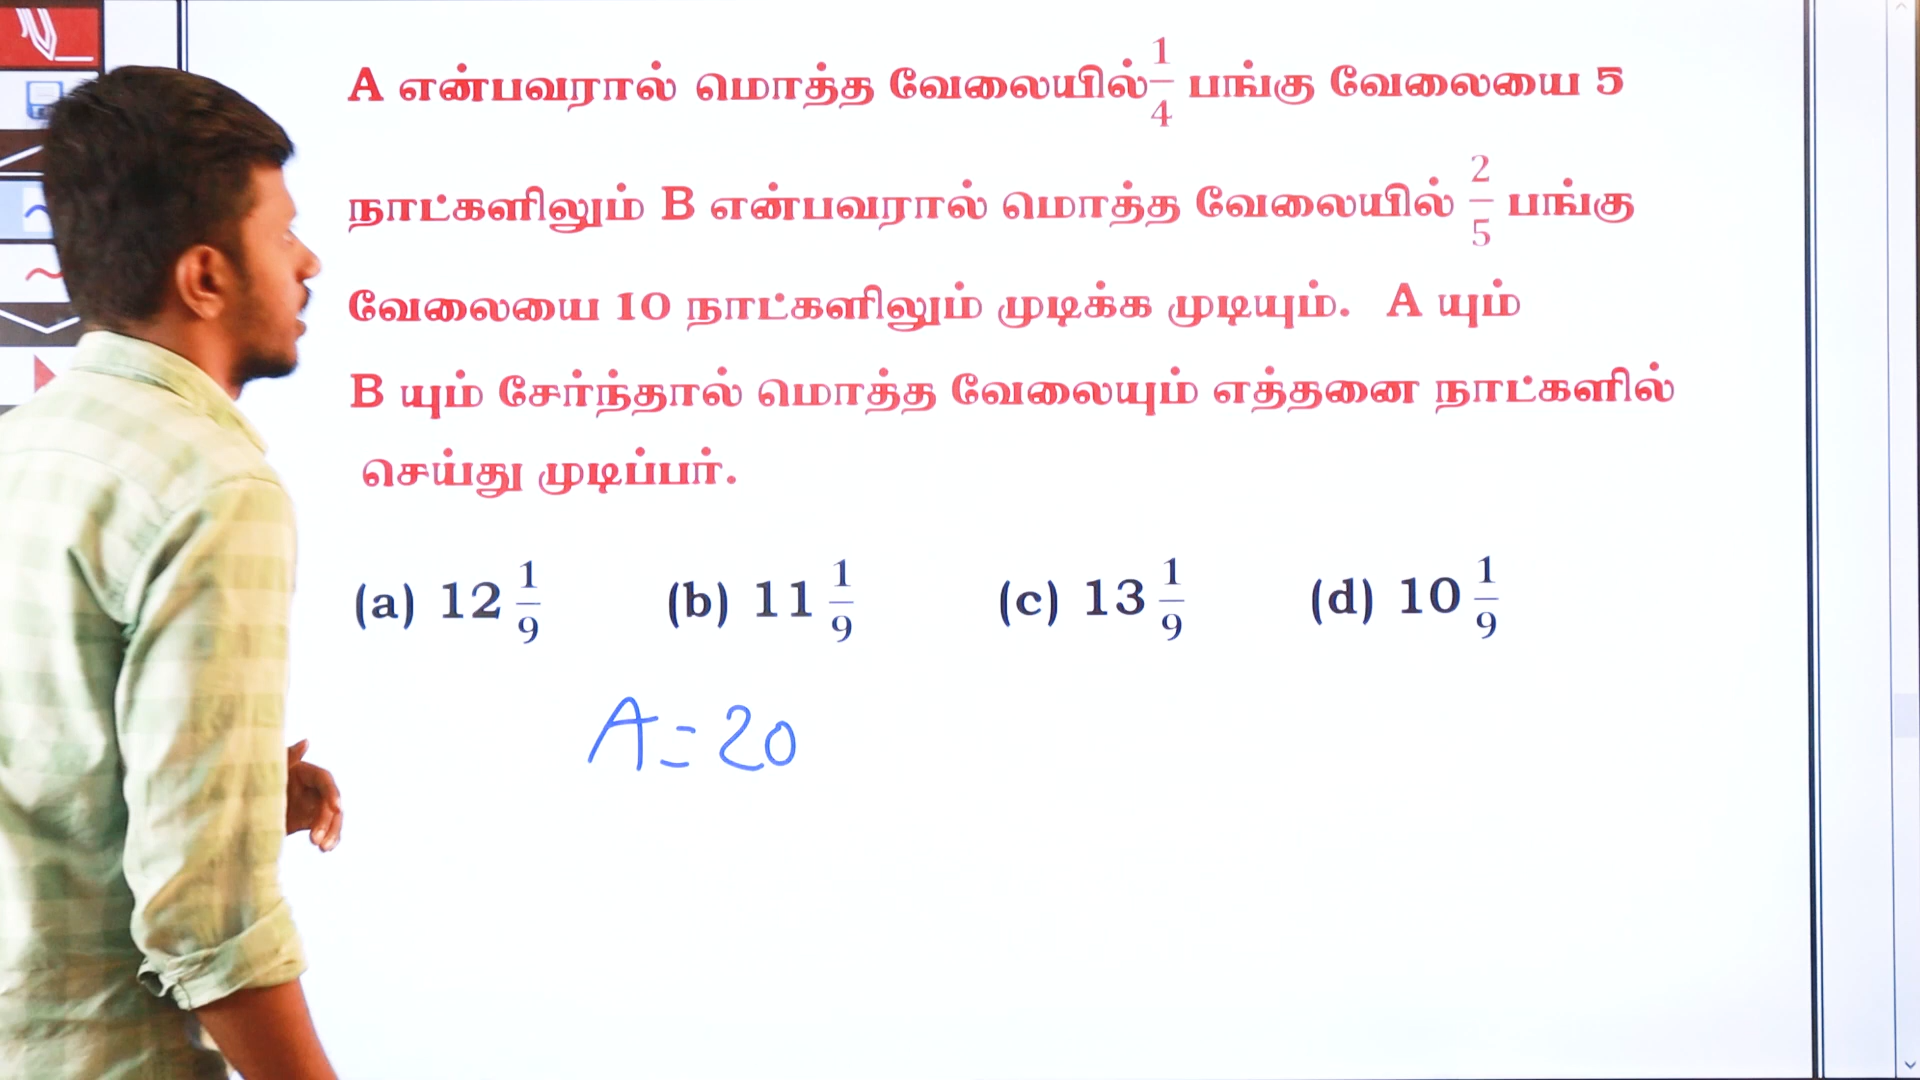 A என்பவரால் மொத்த வேலையில் 1/4 பங்கு வேலையை 5
நாட்களிலும் B என்பவரால் மொத்த வேலையில் 2/5 பங்கு
வேலையை 10 நாட்களிலும் முடிக்க முடியும். A யும்
B யும் சேர்ந்தால் மொத்த வேலையும் எத்தனை நாட்களில்
செய்து முடிப்பர்.
(a) 12 1/9 (b) 11 1/9 (c) 13 1/9 (d) 10 1/9
A = 20